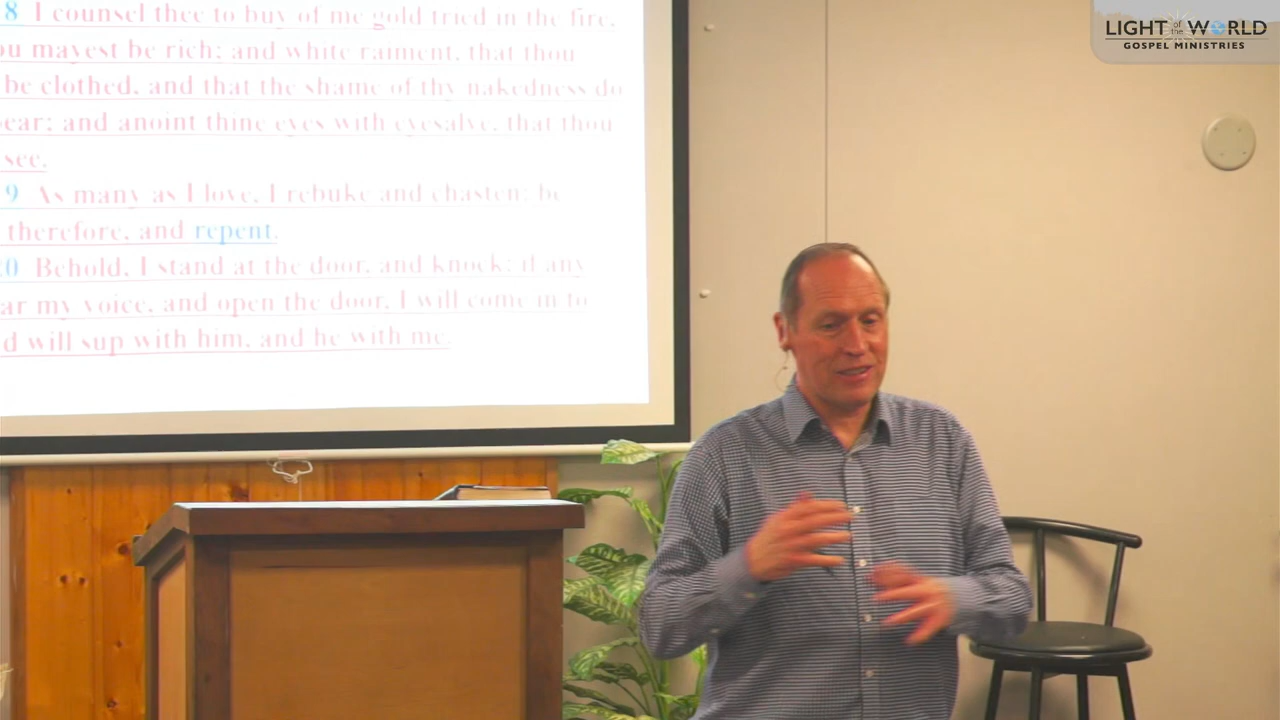 8 I counsel thee to buy of me gold tried in the fire,
ou mayest be rich; and white raiment, that thou
be clothed, and that the shame of thy nakedness do
ear; and anoint thine eyes with eyesalve, that thou
see.
9 As many as I love, I rebuke and chasten: be
therefore, and repent.
20 Behold, I stand at the door, and knock: if any
ar my voice, and open the door, I will come in to
d will sup with him, and he with me.
LIGHT of the WORLD
GOSPEL MINISTRIES